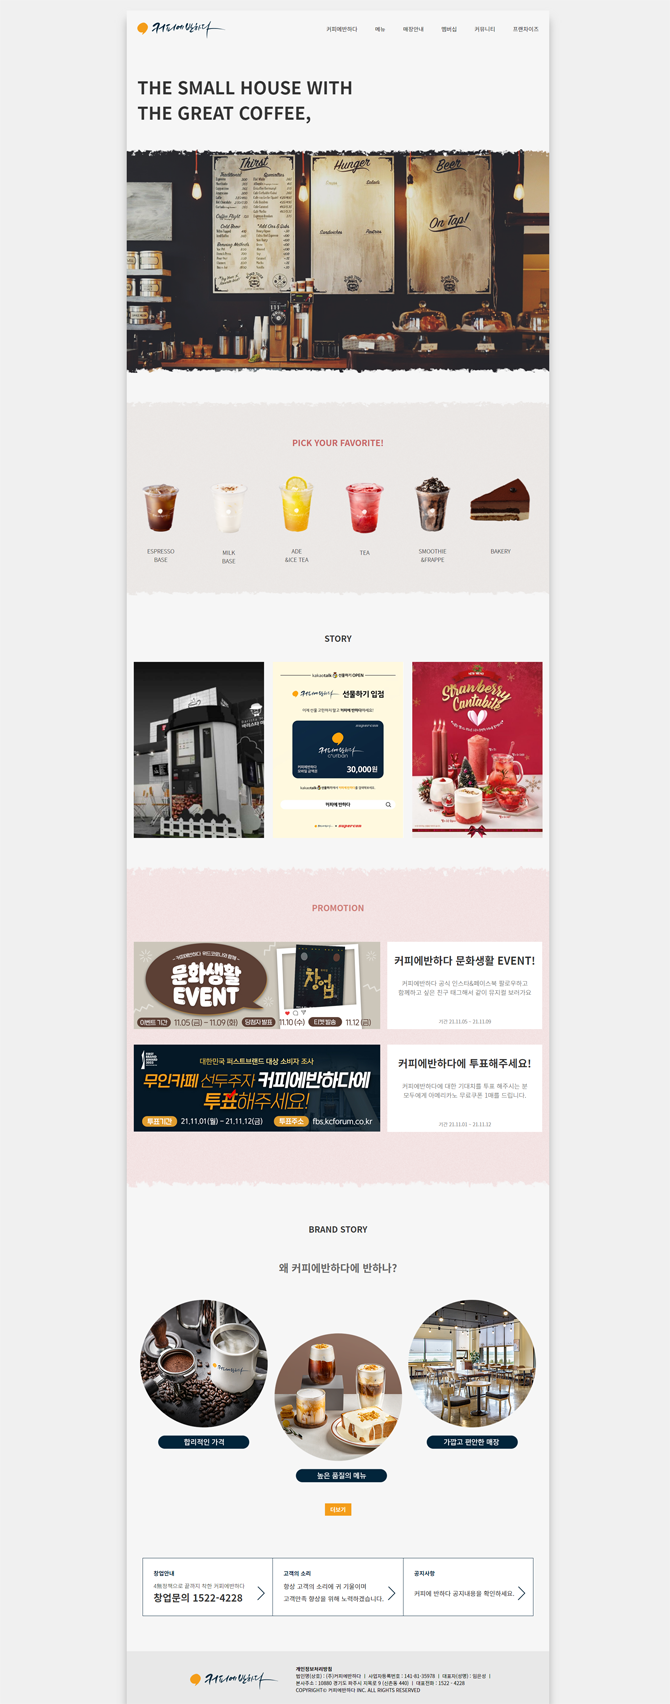 커피에반하다
커피에반하다 메뉴 매장안내 멤버십 커뮤니티 프랜차이즈
THE SMALL HOUSE WITH
THE GREAT COFFEE,
Thirst Hunger Beer
Traditional Specialties
Salads
Coffee Flight
Cold Brew Add Ons & Subs
Sandwiches Pastries On Tap!
Brewing Methods
PICK YOUR FAVORITE!
ESPRESSO
BASE
MILK
BASE
ADE
&ICE TEA
TEA
SMOOTHIE
&FRAPPE
BAKERY
STORY
kakaotalk 선물하기 OPEN
커피에반하다 선물하기 입점
커피에반하다
30,000원
커피에 반하다
NEW MENU
Strawberry
Cantabile
PROMOTION
문화생활
EVENT
창업
이벤트 기간 11.05 (금) – 11.09 (화) 당첨자 발표 11.10 (수) 티켓 발송 11.12 (금)
커피에반하다 문화생활 EVENT!
커피에반하다 공식 인스타&페이스북 팔로우하고
함께하고 싶은 친구 태그해서 같이 뮤지컬 보러가요
기간 21.11.05 - 21.11.09
대한민국 퍼스트브랜드 대상 소비자 조사
무인카페 선두주자 커피에반하다에
투표해주세요!
투표기간 21.11.01(월) – 21.11.12(금) 투표주소 fbs.kcforum.co.kr
커피에반하다에 투표해주세요!
커피에반하다에 대한 기대치를 투표 해주시는 분
모두에게 아메리카노 무료쿠폰 1매를 드립니다.
기간 21.11.01 - 21.11.12
BRAND STORY
왜 커피에반하다에 반하나?
합리적인 가격
높은 품질의 메뉴
가깝고 편안한 매장
더보기
창업안내
4無정책으로 끝까지 착한 커피에반하다
창업문의 1522-4228
고객의 소리
항상 고객의 소리에 귀 기울이며
고객만족 향상을 위해 노력하겠습니다.
공지사항
커피에 반하다 공지내용을 확인하세요.
커피에반하다
개인정보처리방침
법인명(상호) : (주)커피에반하다 | 사업자등록번호 : 141-81-35978 | 대표자(성명) : 임은성 |
본사주소 : 10880 경기도 파주시 지목로 9 (신촌동 440) | 대표전화 : 1522 - 4228
COPYRIGHT© 커피에반하다 INC. ALL RIGHTS RESERVED